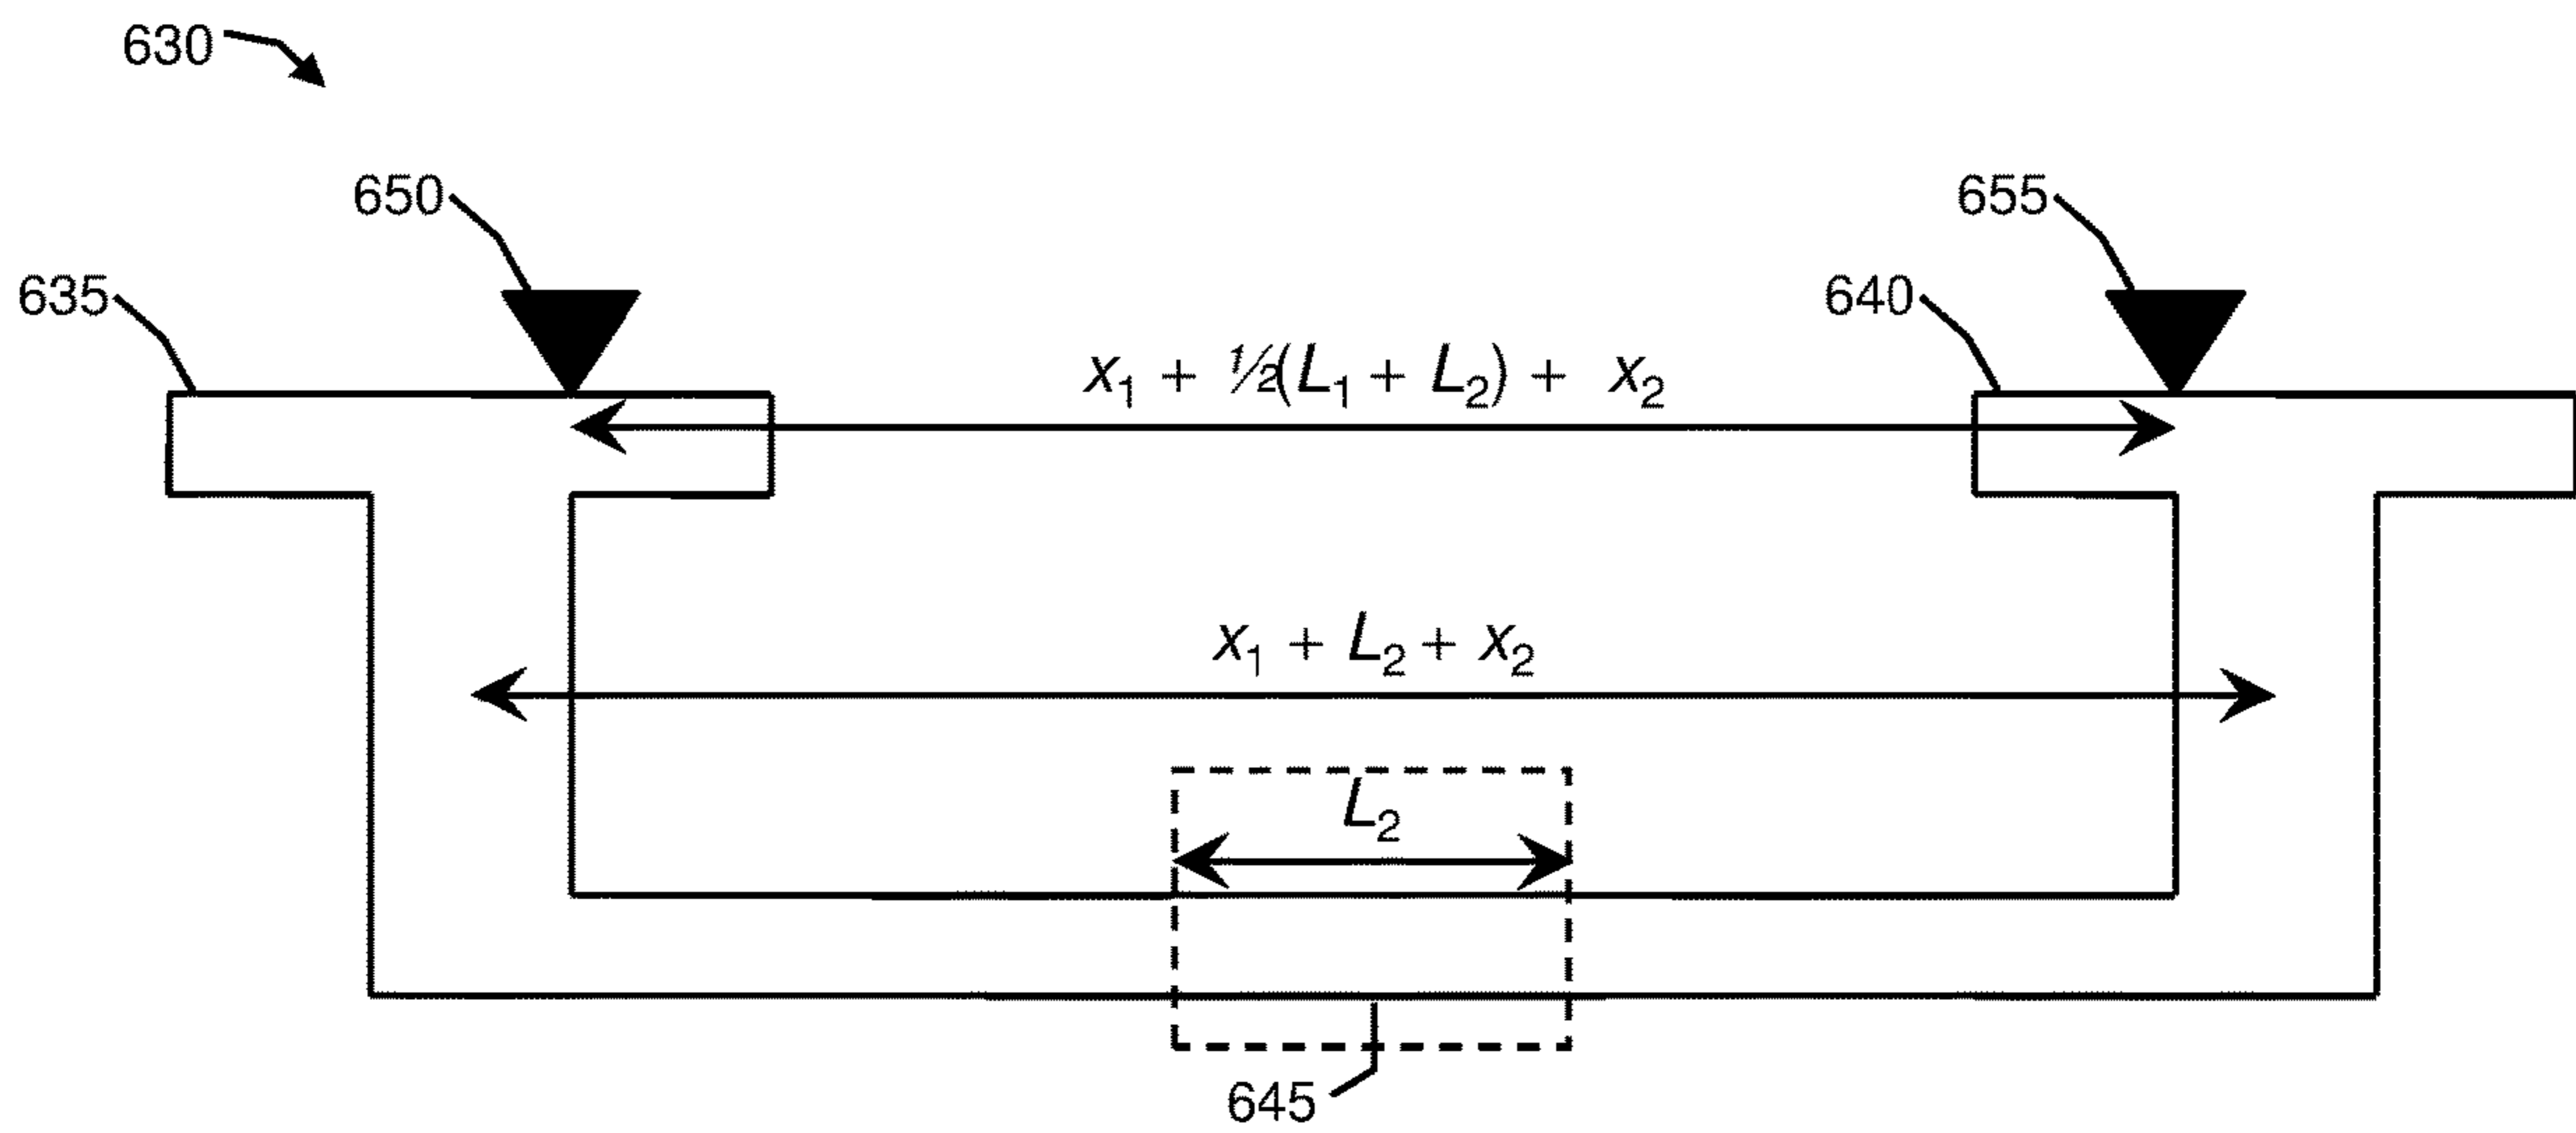 630
650
655
635
640
x₁ + ½(L₁ + L₂) + x₂
x₁ + L₂ + x₂
L₂
645